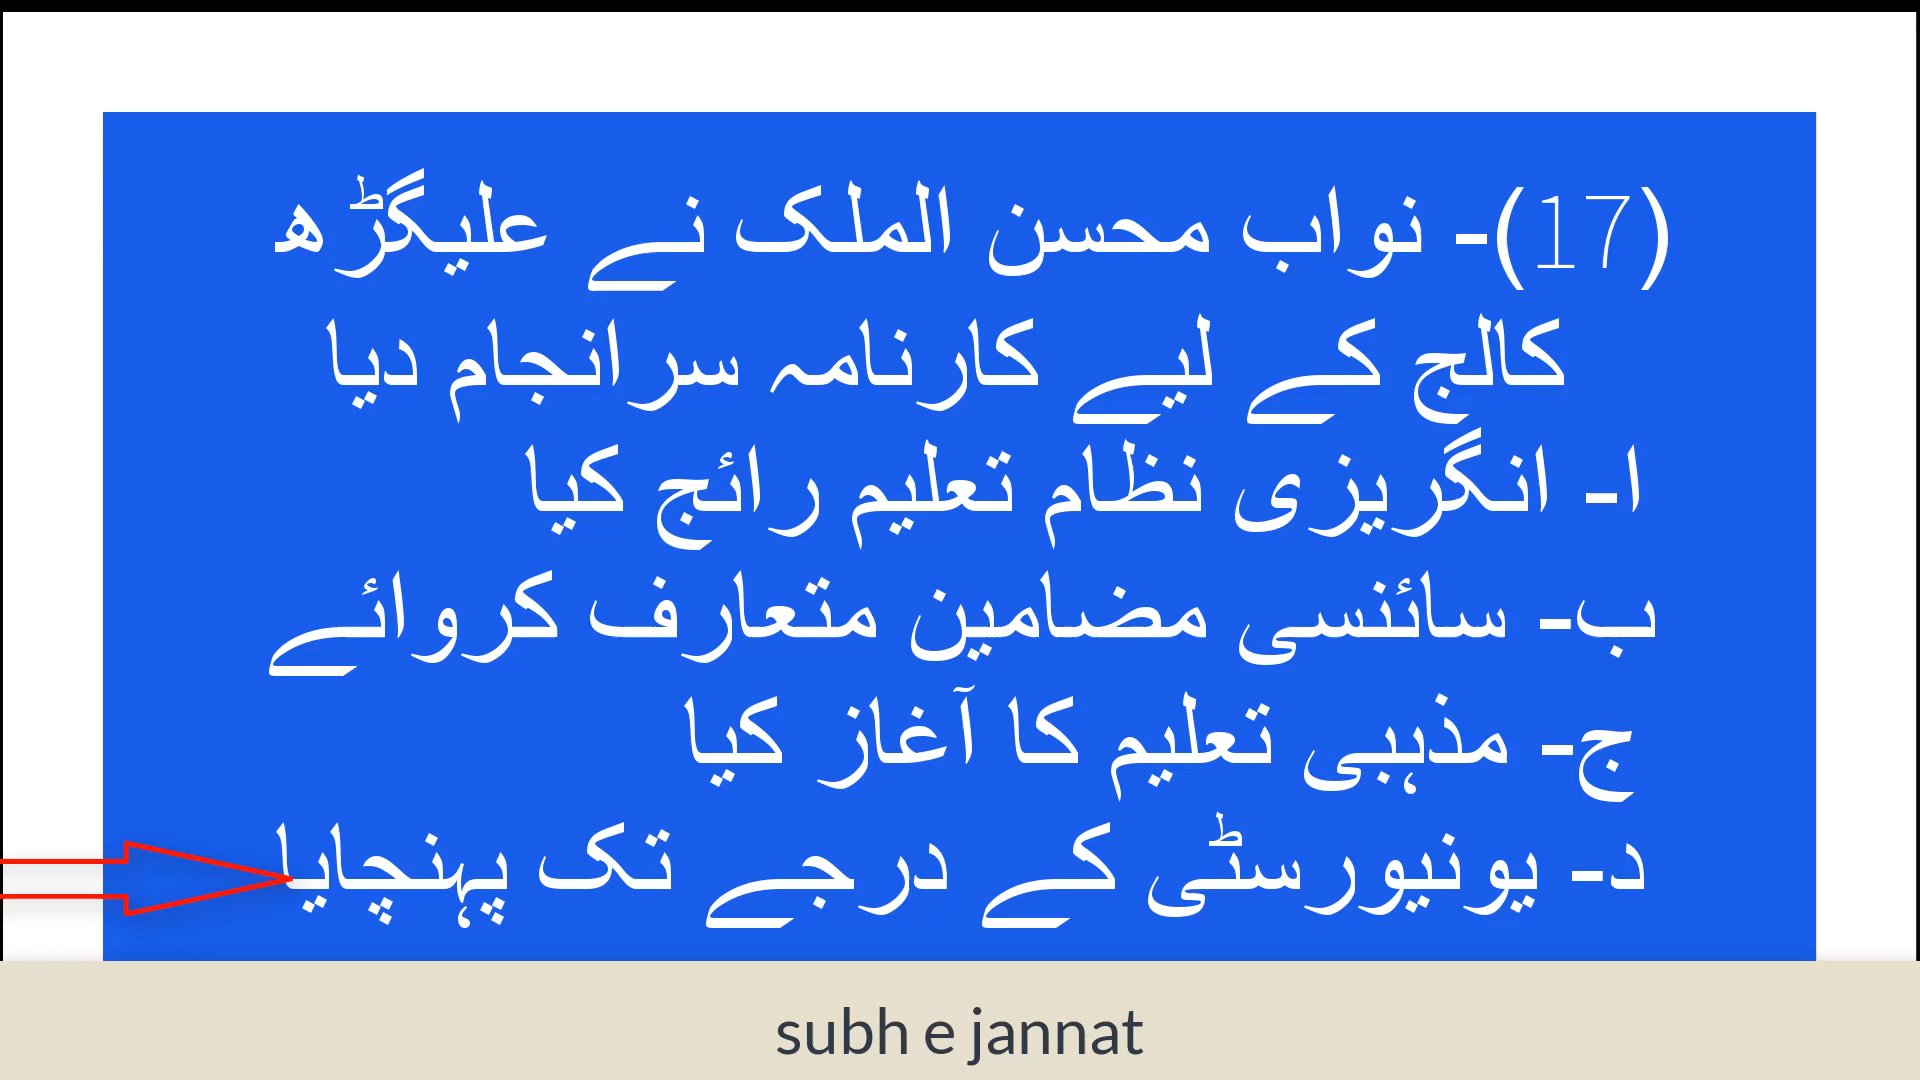 (17)- نواب محسن الملک نے علیگڑھ
کالج کے لیے کارنامہ سرانجام دیا
ا- انگریزی نظام تعلیم رائج کیا
ب- سائنسی مضامین متعارف کروائے
ج- مذہبی تعلیم کا آغاز کیا
د- یونیورسٹی کے درجے تک پہنچایا
subh e jannat